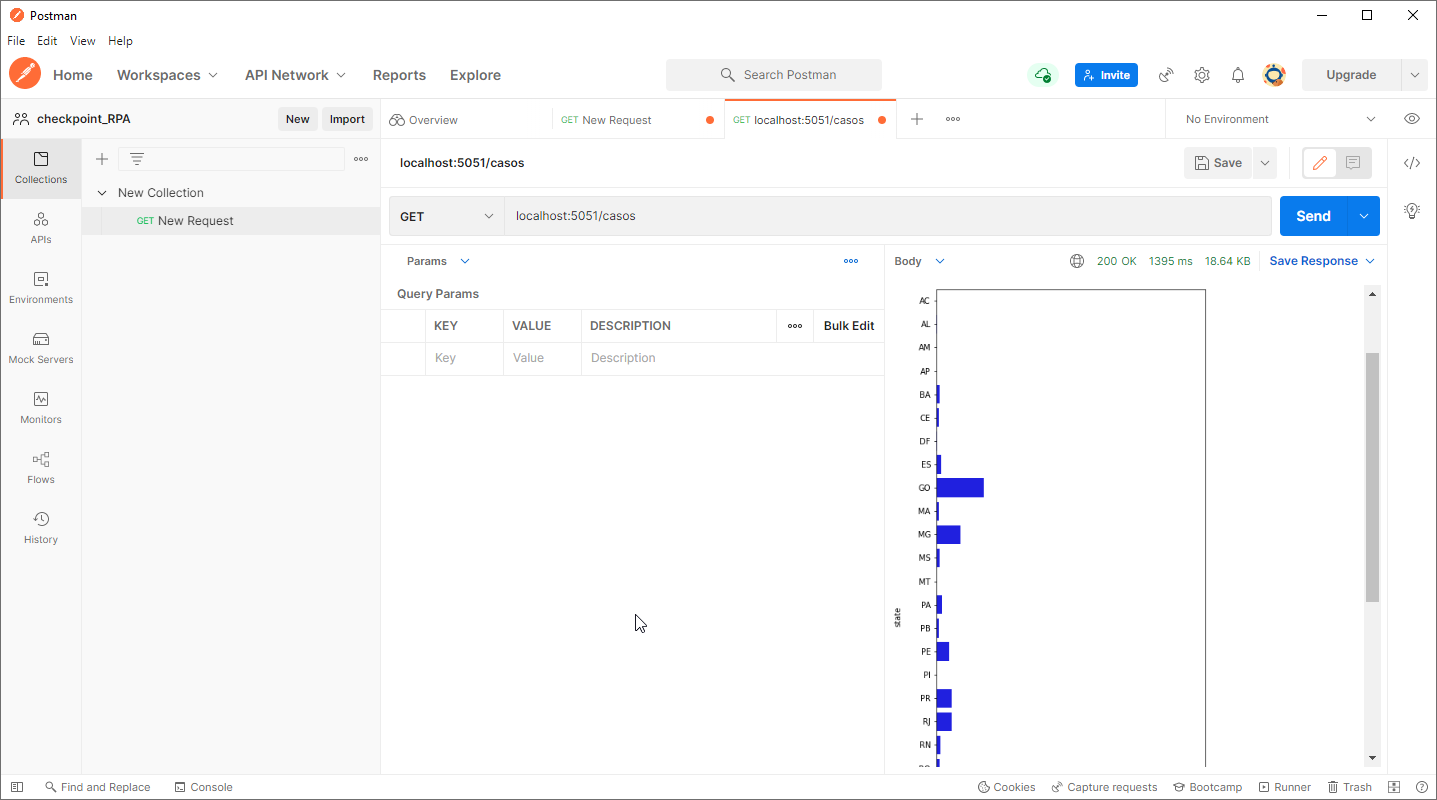 Postman
File Edit View Help
Home Workspaces API Network Reports Explore Search Postman Invite Upgrade
checkpoint_RPA New Import Overview GET New Request GET localhost:5051/casos No Environment
Collections
APIs
Environments
Mock Servers
Monitors
Flows
History
New Collection
GET New Request
localhost:5051/casos Save
GET localhost:5051/casos Send
Params
Query Params
KEY VALUE DESCRIPTION Bulk Edit
Key Value Description
Body 200 OK 1395 ms 18.64 KB Save Response
AC
AL
AM
AP
BA
CE
DF
ES
GO
MA
MG
MS
MT
PA
state
PB
PE
PI
PR
RJ
RN
Find and Replace Console Cookies Capture requests Bootcamp Runner Trash